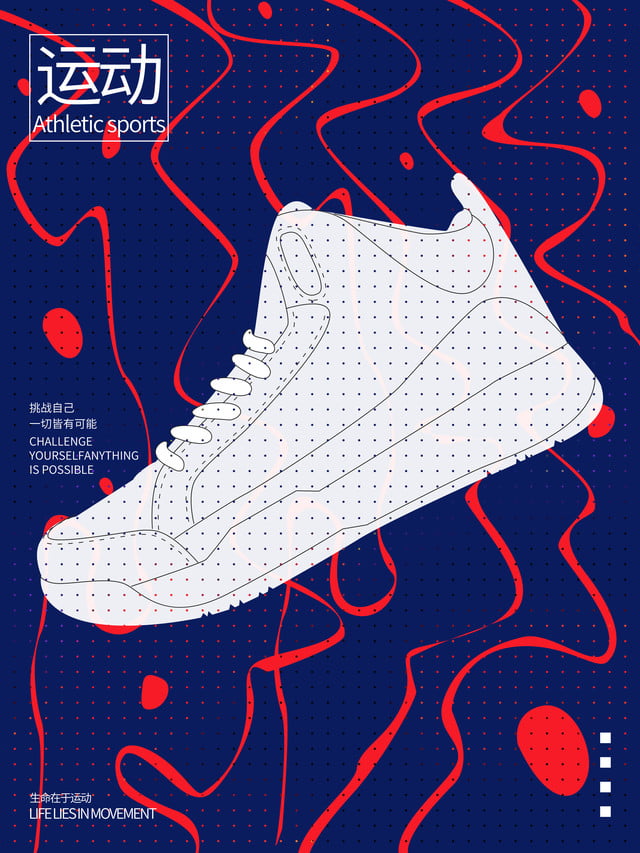 运动
Athletic sports
挑战自己
一切皆有可能
CHALLENGE
YOURSELFANYTHING
IS POSSIBLE
生命在于运动
LIFE LIES IN MOVEMENT